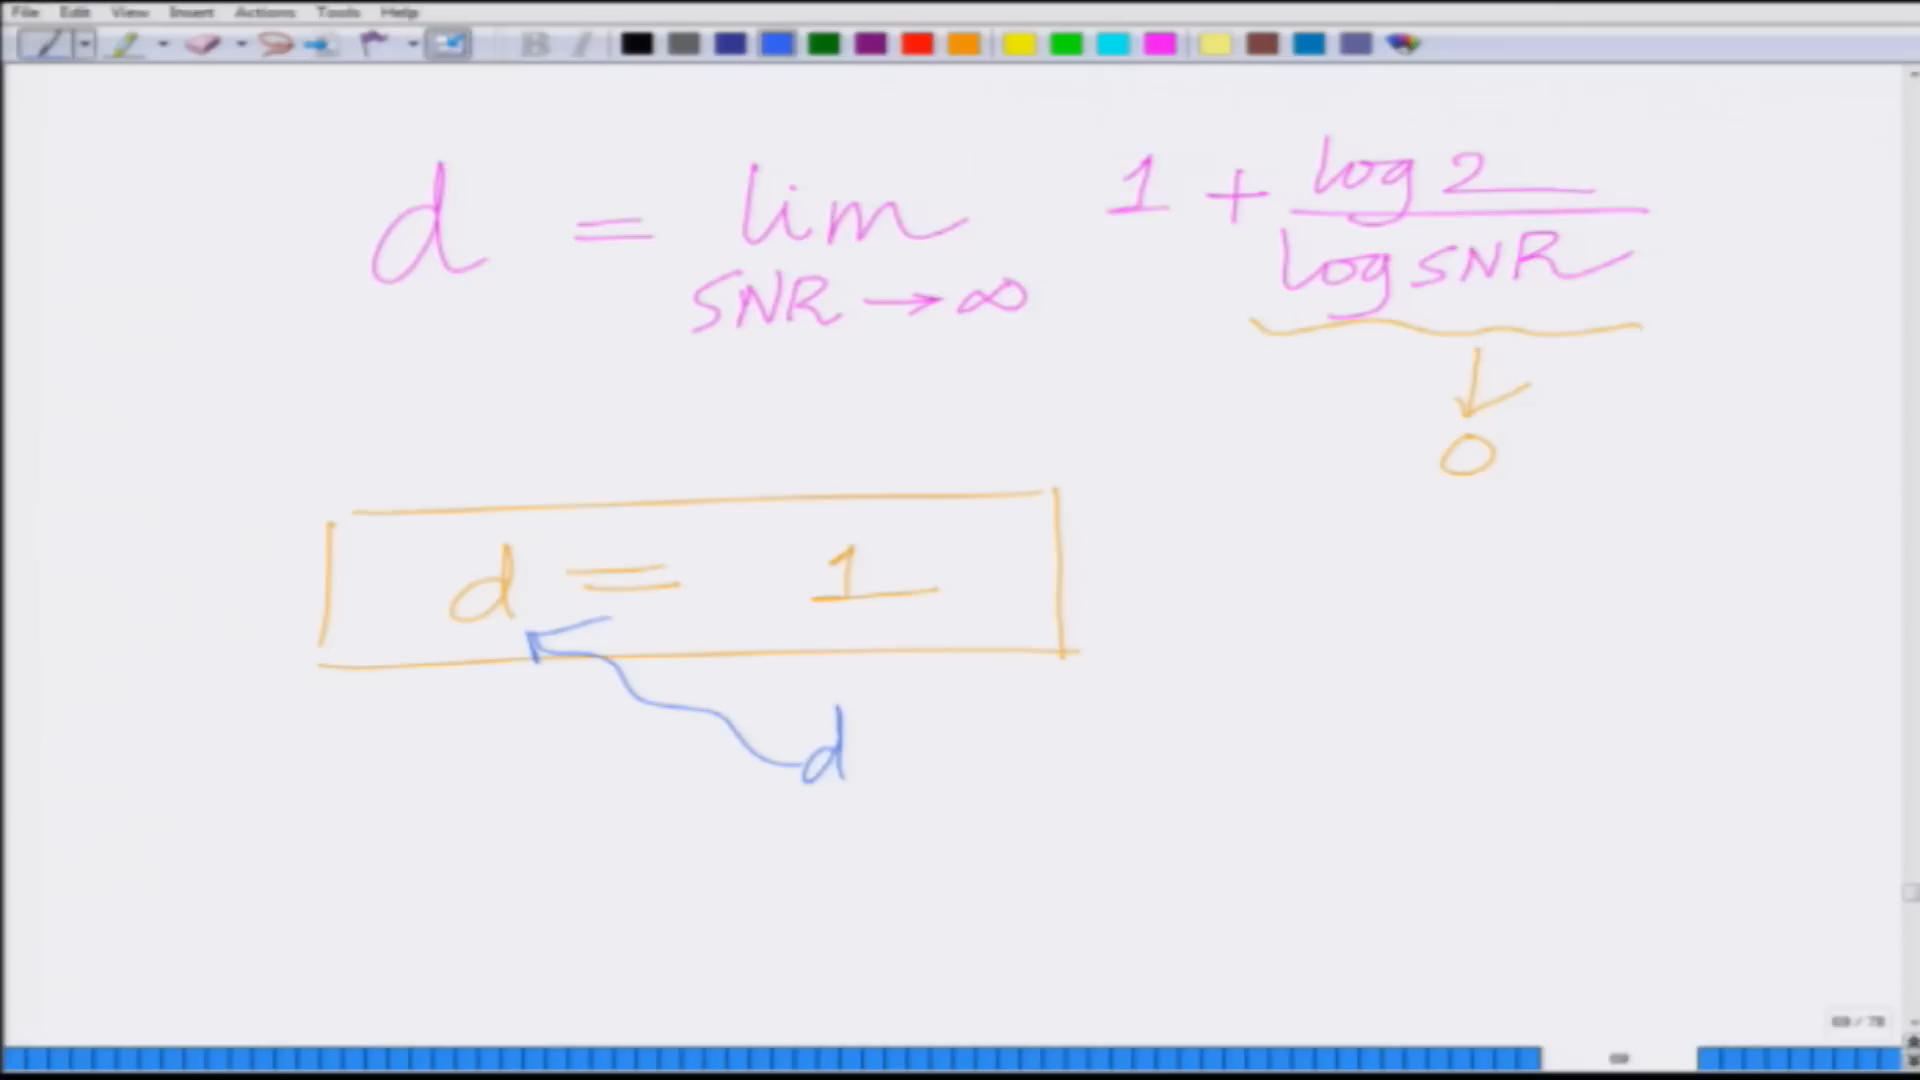 File Edit View Insert Actions Tools Help
B I
d = lim SNR → ∞ 1 + log 2 / log SNR
↓
0
d = 1
d